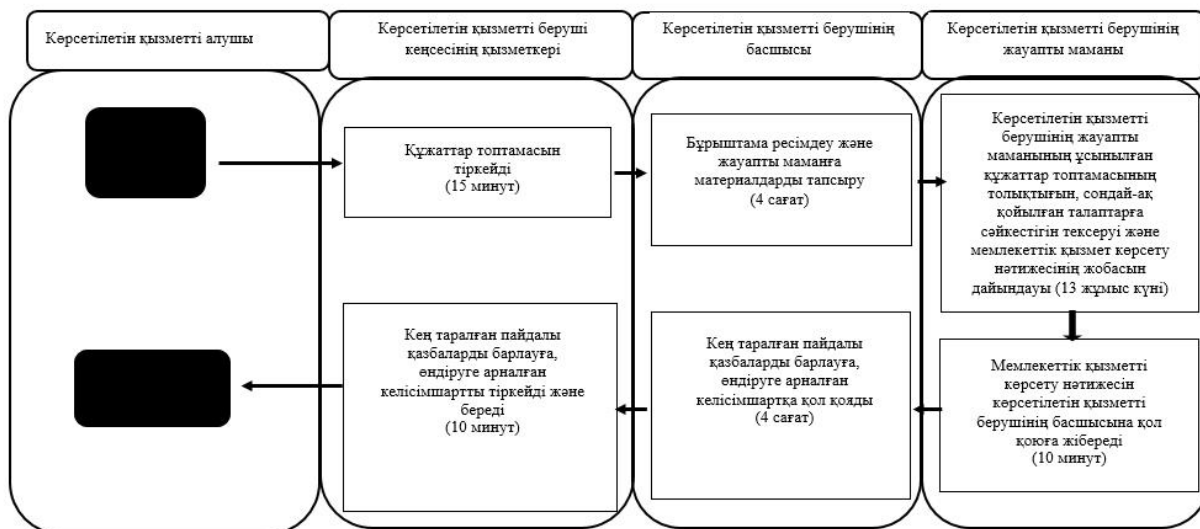 Көрсетілетін қызметті алушы
Көрсетілетін қызметті беруші
кеңсесінің қызметкері
Көрсетілетін қызметті берушінің
басшысы
Көрсетілетін қызметті берушінің
жауапты маманы
Құжаттар топтамасын
тіркейді
(15 минут)
Бұрыштама ресімдеу және
жауапты маманға
материалдарды тапсыру
(4 сағат)
Көрсетілетін қызметті
берушінің жауапты
маманының ұсынылған
құжаттар топтамасының
толықтығын, сондай-ақ
қойылған талаптарға
сәйкестігін тексеруі және
мемлекеттік қызмет көрсету
нәтижесінің жобасын
дайындауы (13 жұмыс күні)
Кең таралған пайдалы
қазбаларды барлауға,
өндіруге арналған
келісімшартты тіркейді және
береді
(10 минут)
Кең таралған пайдалы
қазбаларды барлауға,
өндіруге арналған
келісімшартқа қол қояды
(4 сағат)
Мемлекеттік қызметті
көрсету нәтижесін
көрсетілетін қызметті
берушінің басшысына қол
қоюға жібереді
(10 минут)